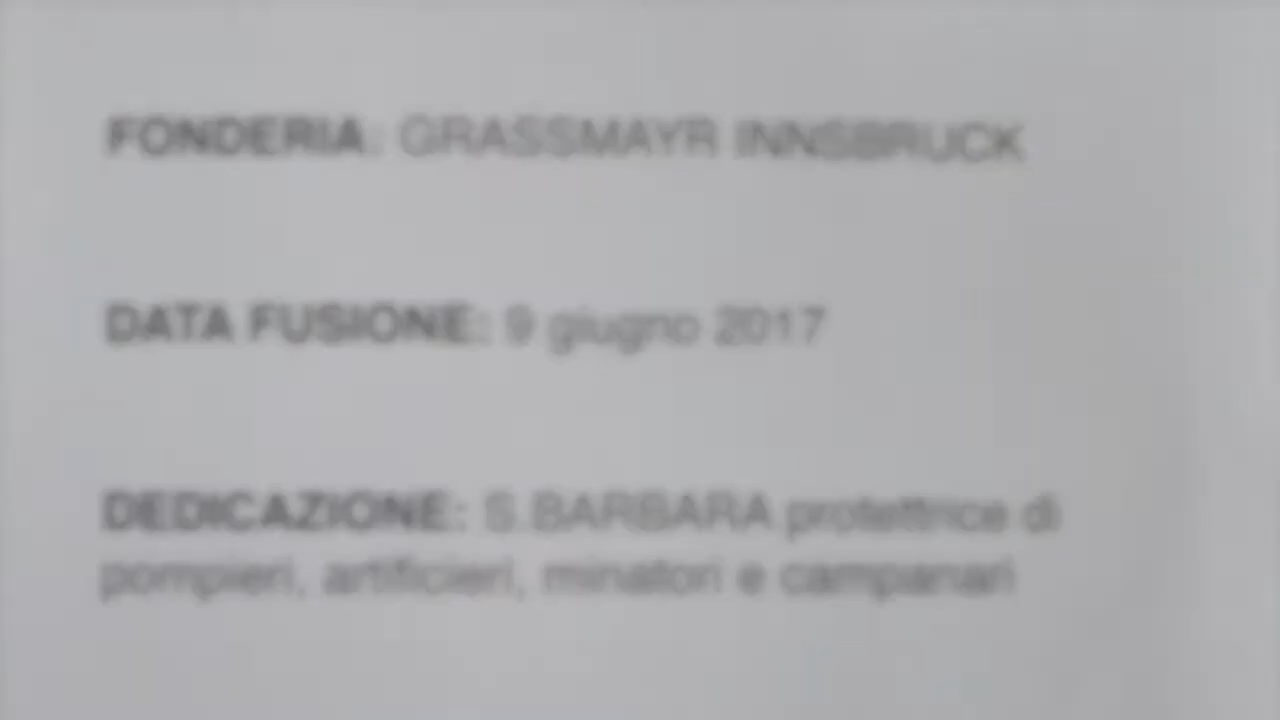 FONDERIA: GRASSMAYR INNSBRUCK
DATA FUSIONE: 9 giugno 2017
DEDICAZIONE: S.BARBARA protettrice di
pompieri, artificieri, minatori e campanari